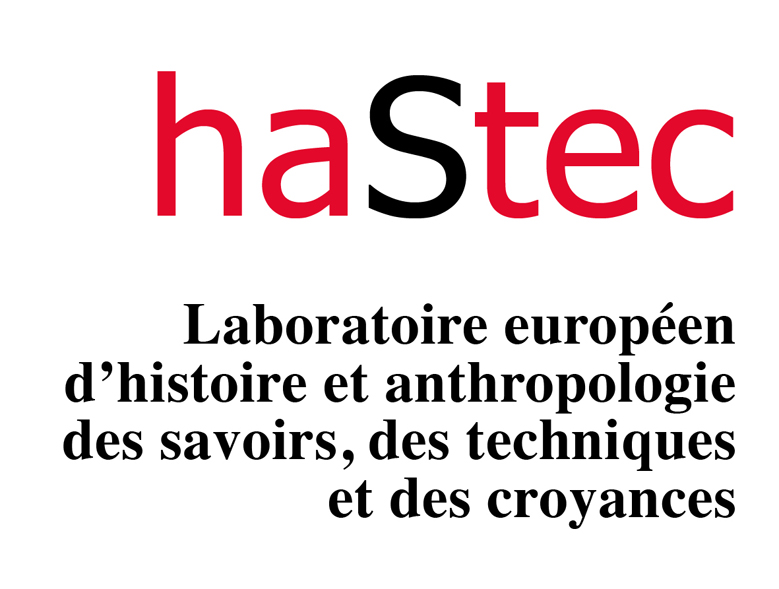 haStec
Laboratoire européen
d’histoire et anthropologie
des savoirs, des techniques
et des croyances